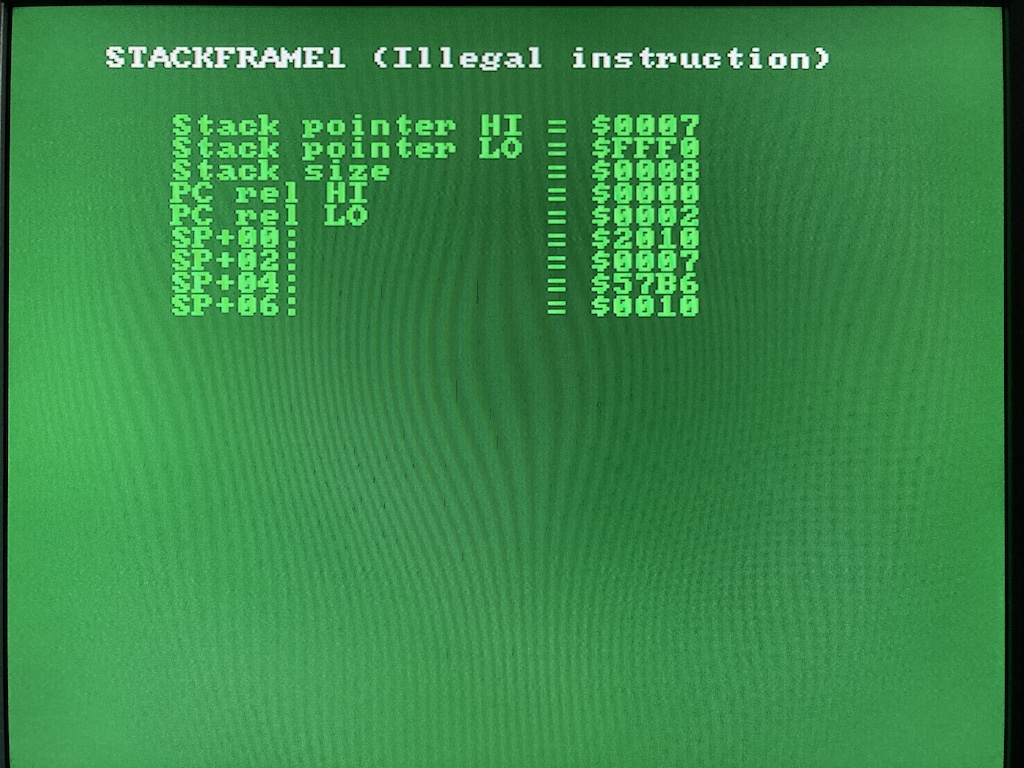 STACKFRAME1 (Illegal instruction)
Stack pointer HI = $0007
Stack pointer LO = $FFF0
Stack size = $0008
PC rel HI = $0000
PC rel LO = $0002
SP+00: = $2010
SP+02: = $0007
SP+04: = $57B6
SP+06: = $0010